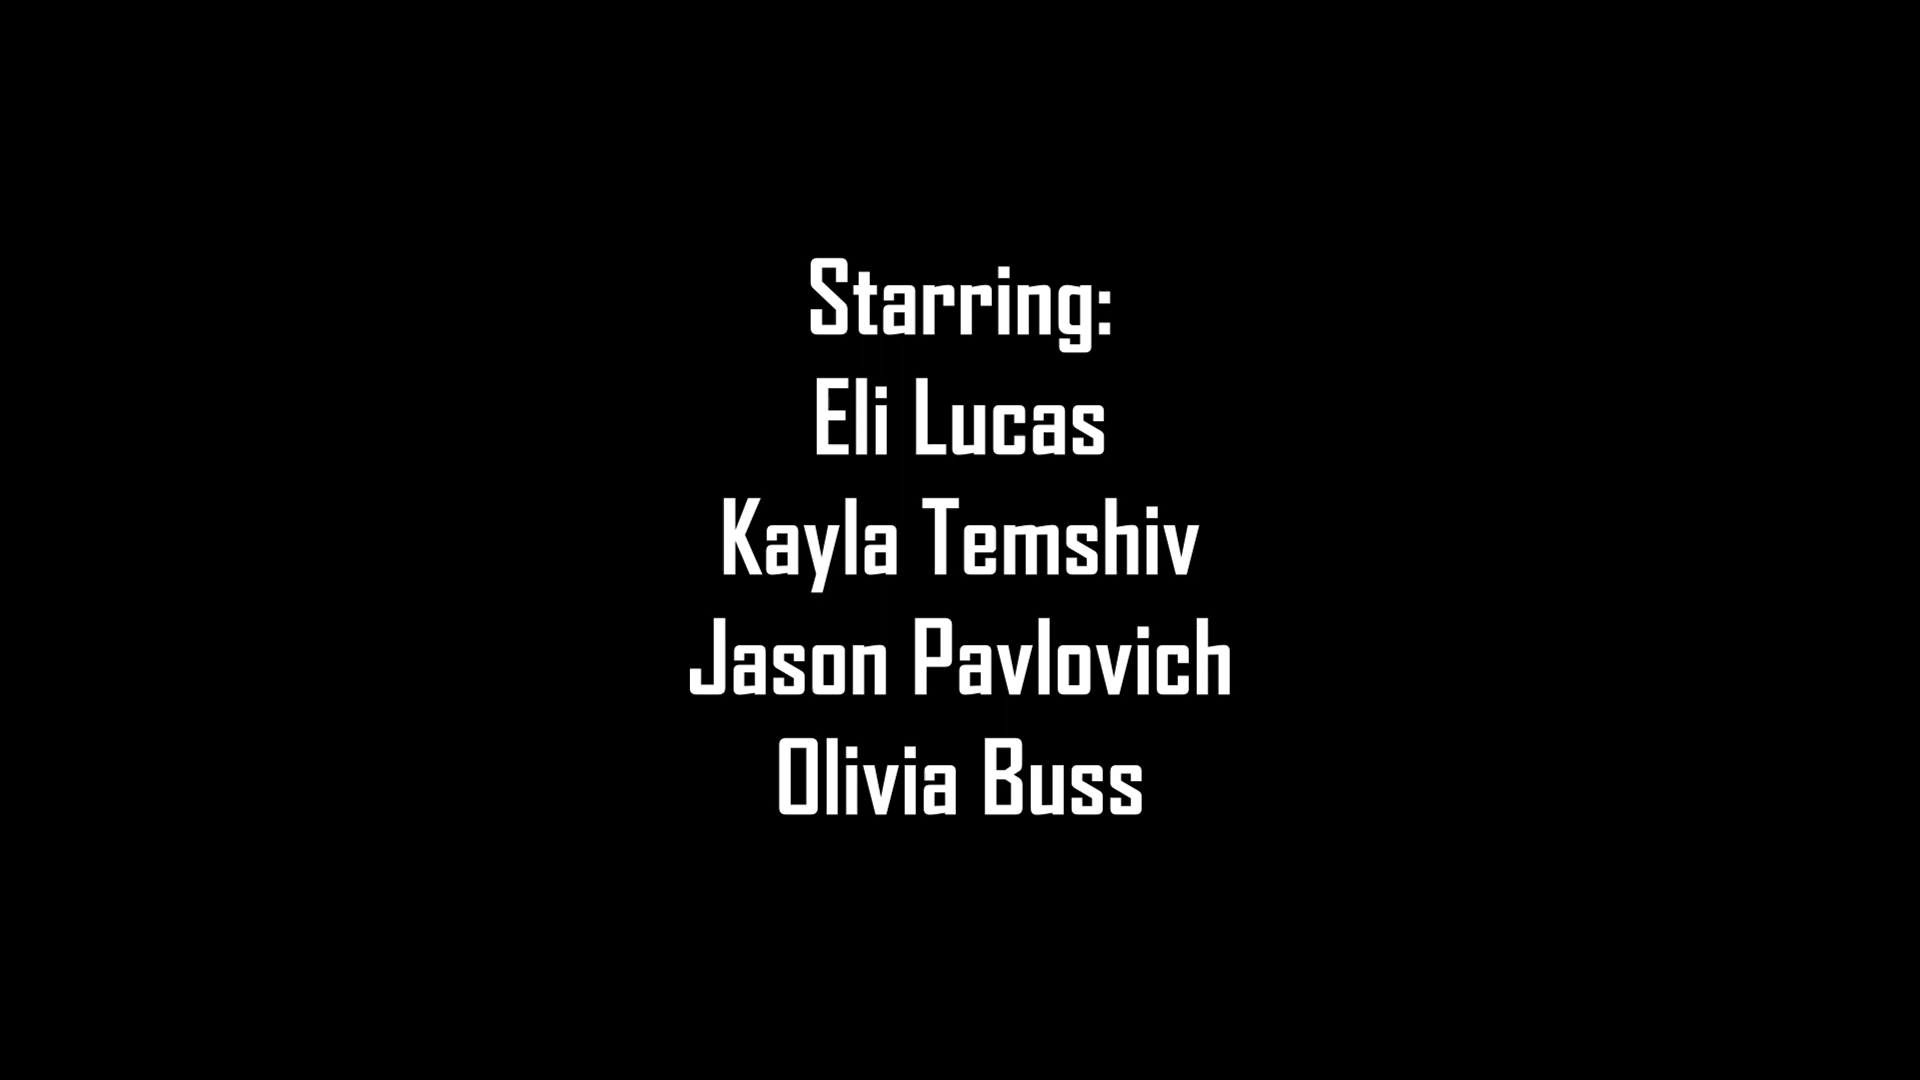 Starring:
Eli Lucas
Kayla Temshiv
Jason Pavlovich
Olivia Buss